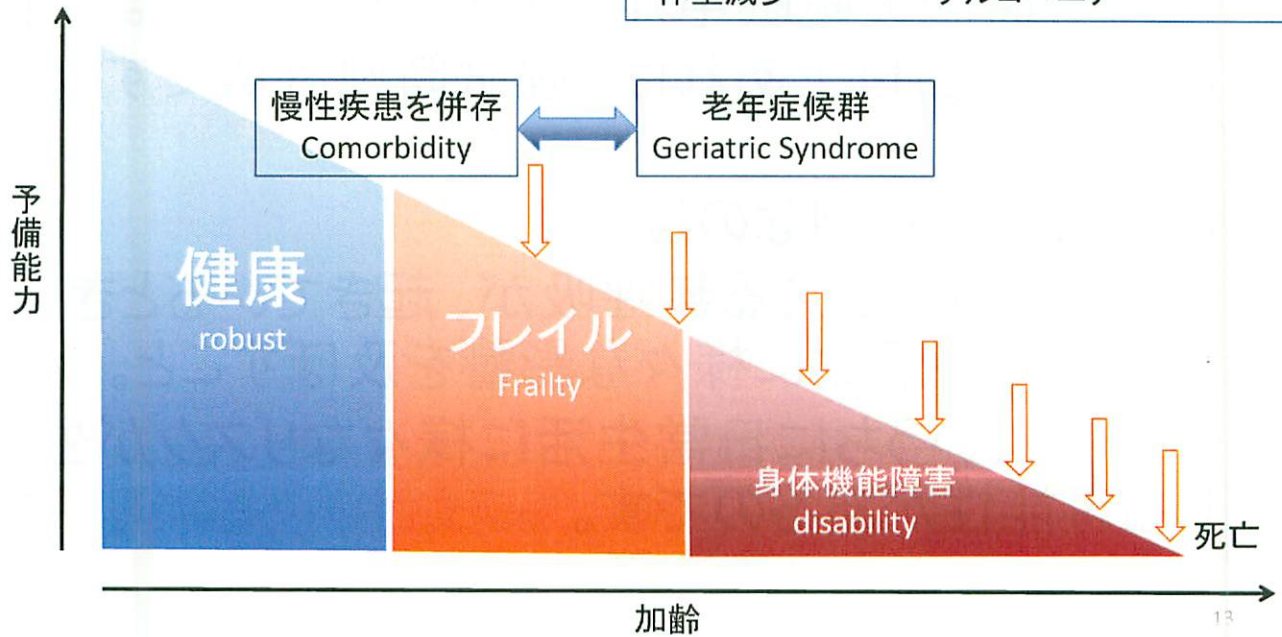 慢性疾患を併存
Comorbidity
老年症候群
Geriatric Syndrome
予備能力
健康
robust
フレイル
Frailty
身体機能障害
disability
死亡
加齢
13